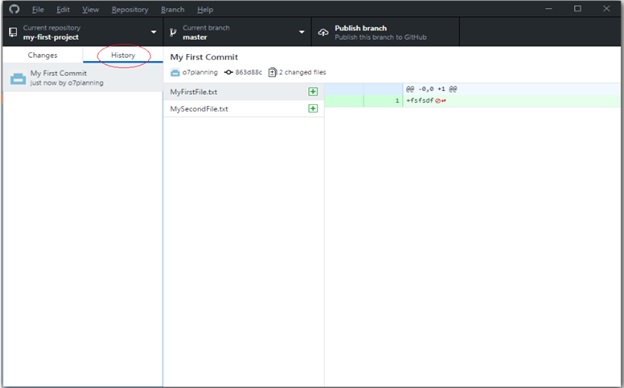 File Edit View Repository Branch Help
Current repository
my-first-project
Current branch
master
Publish branch
Publish this branch to GitHub
Changes
History
My First Commit
just now by o7planning
My First Commit
o7planning 863d88c 2 changed files
MyFirstFile.txt
MySecondFile.txt
@@ -0,0 +1 @@
1 +fsfsdf